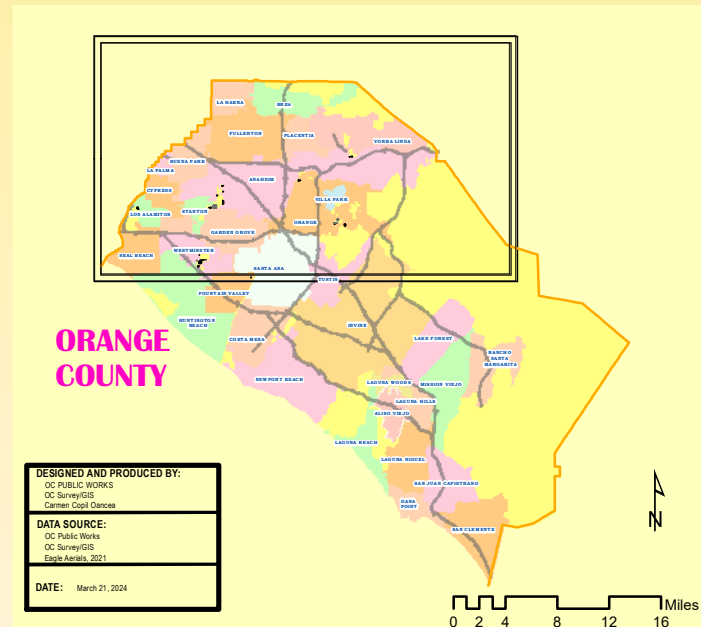 LA HABRA
BREA
FULLERTON
PLACENTIA
YORBA LINDA
BUENA PARK
LA PALMA
ANAHEIM
CYPRESS
VILLA PARK
LOS ALAMITOS
STANTON
ORANGE
GARDEN GROVE
WESTMINSTER
SEAL BEACH
SANTA ANA
TUSTIN
FOUNTAIN VALLEY
HUNTINGTON
BEACH
IRVINE
COSTA MESA
LAKE FOREST
RANCHO
SANTA
MARGARITA
NEWPORT BEACH
LAGUNA WOODS
MISSION VIEJO
LAGUNA HILLS
ALISO VIEJO
LAGUNA BEACH
LAGUNA NIGUEL
SAN JUAN CAPISTRANO
DANA
POINT
SAN CLEMENTE
ORANGE
COUNTY
DESIGNED AND PRODUCED BY:
OC PUBLIC WORKS
OC Survey/GIS
Carmen Copil Oancea
DATA SOURCE:
OC Public Works
OC Survey/GIS
Eagle Aerials, 2021
DATE: March 21, 2024
N
Miles
0 2 4 8 12 16